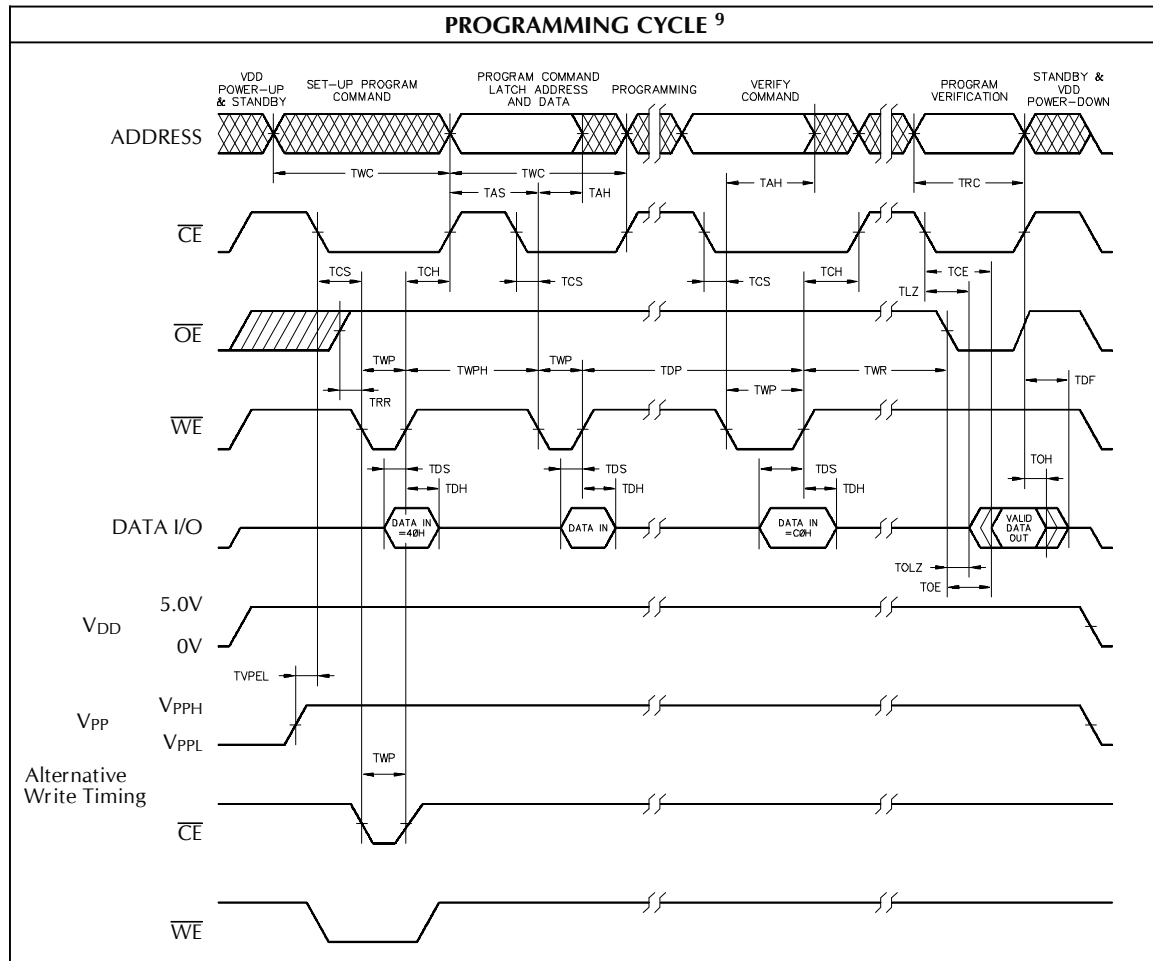 PROGRAMMING CYCLE 9
VDD
POWER-UP
& STANDBY
SET-UP PROGRAM
COMMAND
PROGRAM COMMAND
LATCH ADDRESS
AND DATA
PROGRAMMING
VERIFY
COMMAND
PROGRAM
VERIFICATION
STANDBY &
VDD
POWER-DOWN
ADDRESS
TWC
TWC
TAS
TAH
TAH
TRC
CE
TCS
TCH
TCS
TCS
TCH
TCE
TLZ
OE
TWP
TWPH
TWP
TDP
TWP
TWR
TDF
TRR
WE
TDS
TDH
TDS
TDH
TDS
TDH
TOH
DATA I/O
DATA IN
=40H
DATA IN
DATA IN
=C0H
VALID
DATA
OUT
TOLZ
TOE
VDD
5.0V
0V
TVPEL
VPP
VPPH
VPPL
TWP
Alternative
Write Timing
CE
WE